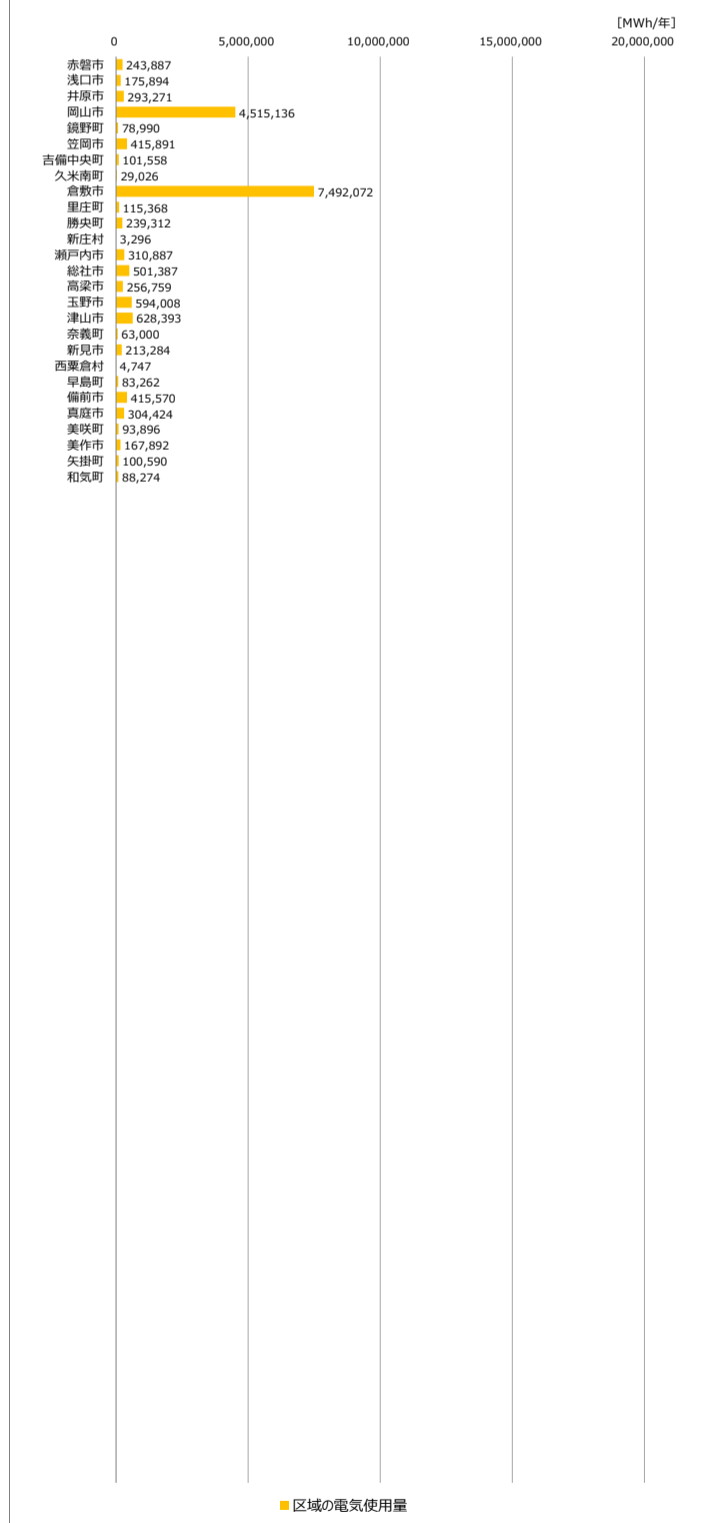 [MWh/年]
0 5,000,000 10,000,000 15,000,000 20,000,000
赤磐市 243,887
浅口市 175,894
井原市 293,271
岡山市 4,515,136
鏡野町 78,990
笠岡市 415,891
吉備中央町 101,558
久米南町 29,026
倉敷市 7,492,072
里庄町 115,368
勝央町 239,312
新庄村 3,296
瀬戸内市 310,887
総社市 501,387
高梁市 256,759
玉野市 594,008
津山市 628,393
奈義町 63,000
新見市 213,284
西粟倉村 4,747
早島町 83,262
備前市 415,570
真庭市 304,424
美咲町 93,896
美作市 167,892
矢掛町 100,590
和気町 88,274
区域の電気使用量